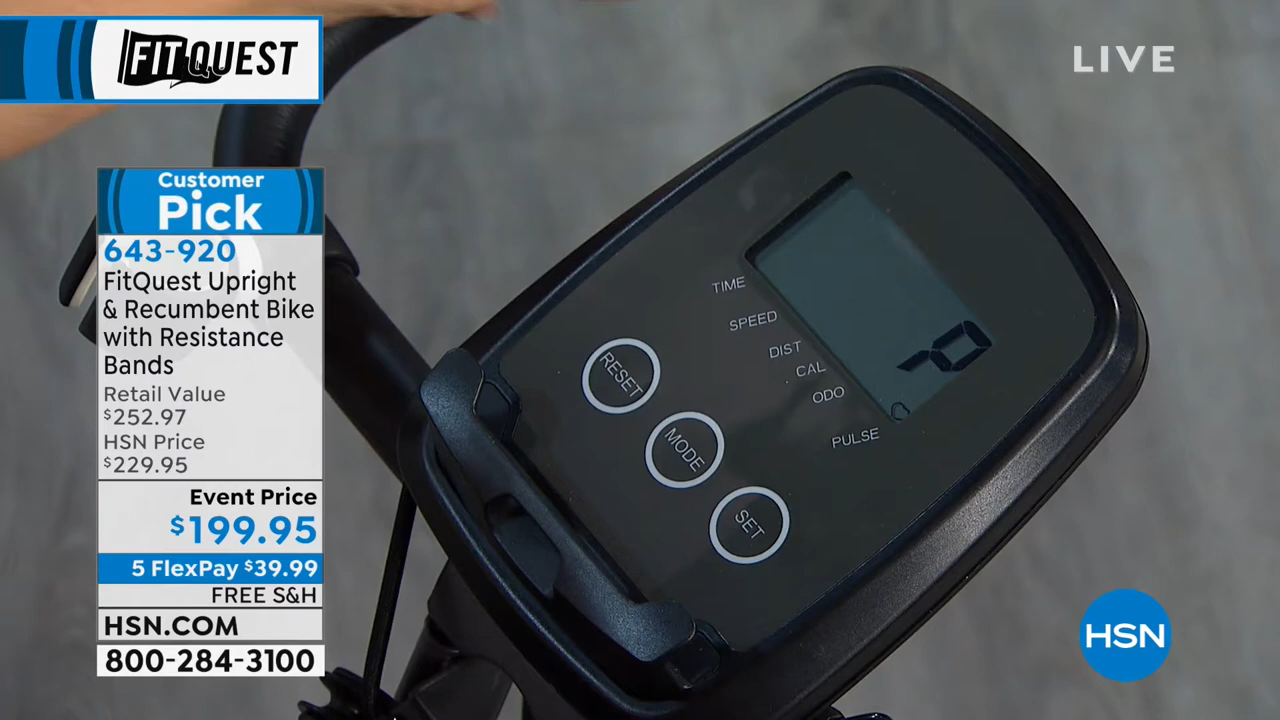 FITQUEST
LIVE
Customer
Pick
643-920
FitQuest Upright
& Recumbent Bike
with Resistance
Bands
Retail Value
$252.97
HSN Price
$229.95
Event Price
$199.95
5 FlexPay $39.99
FREE S&H
HSN.COM
800-284-3100
TIME
SPEED
DIST
CAL
ODO
PULSE
RESET
MODE
SET
HSN